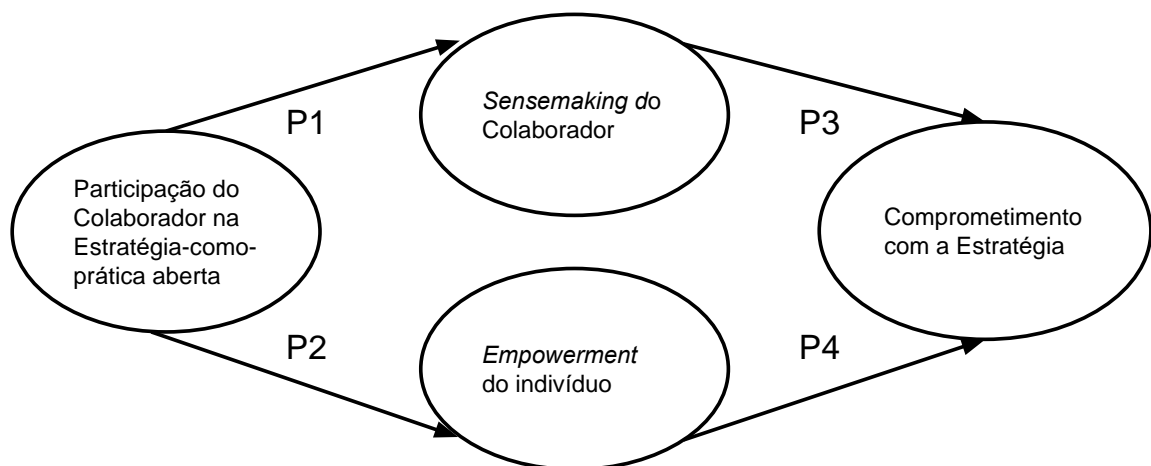 Sensemaking do
Colaborador
P1
P3
Participação do
Colaborador na
Estratégia-como-
prática aberta
Comprometimento
com a Estratégia
P2
P4
Empowerment
do indivíduo